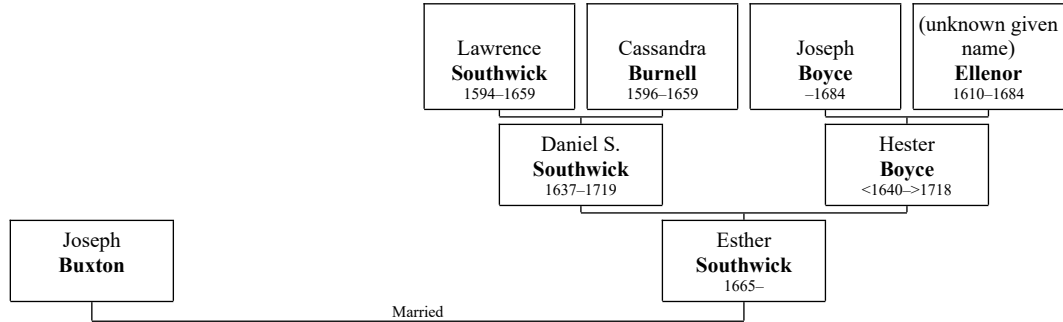 Lawrence
Southwick
1594–1659
Cassandra
Burnell
1596–1659
Joseph
Boyce
–1684
(unknown given
name)
Ellenor
1610–1684
Daniel S.
Southwick
1637–1719
Hester
Boyce
<1640–>1718
Joseph
Buxton
Esther
Southwick
1665–
Married